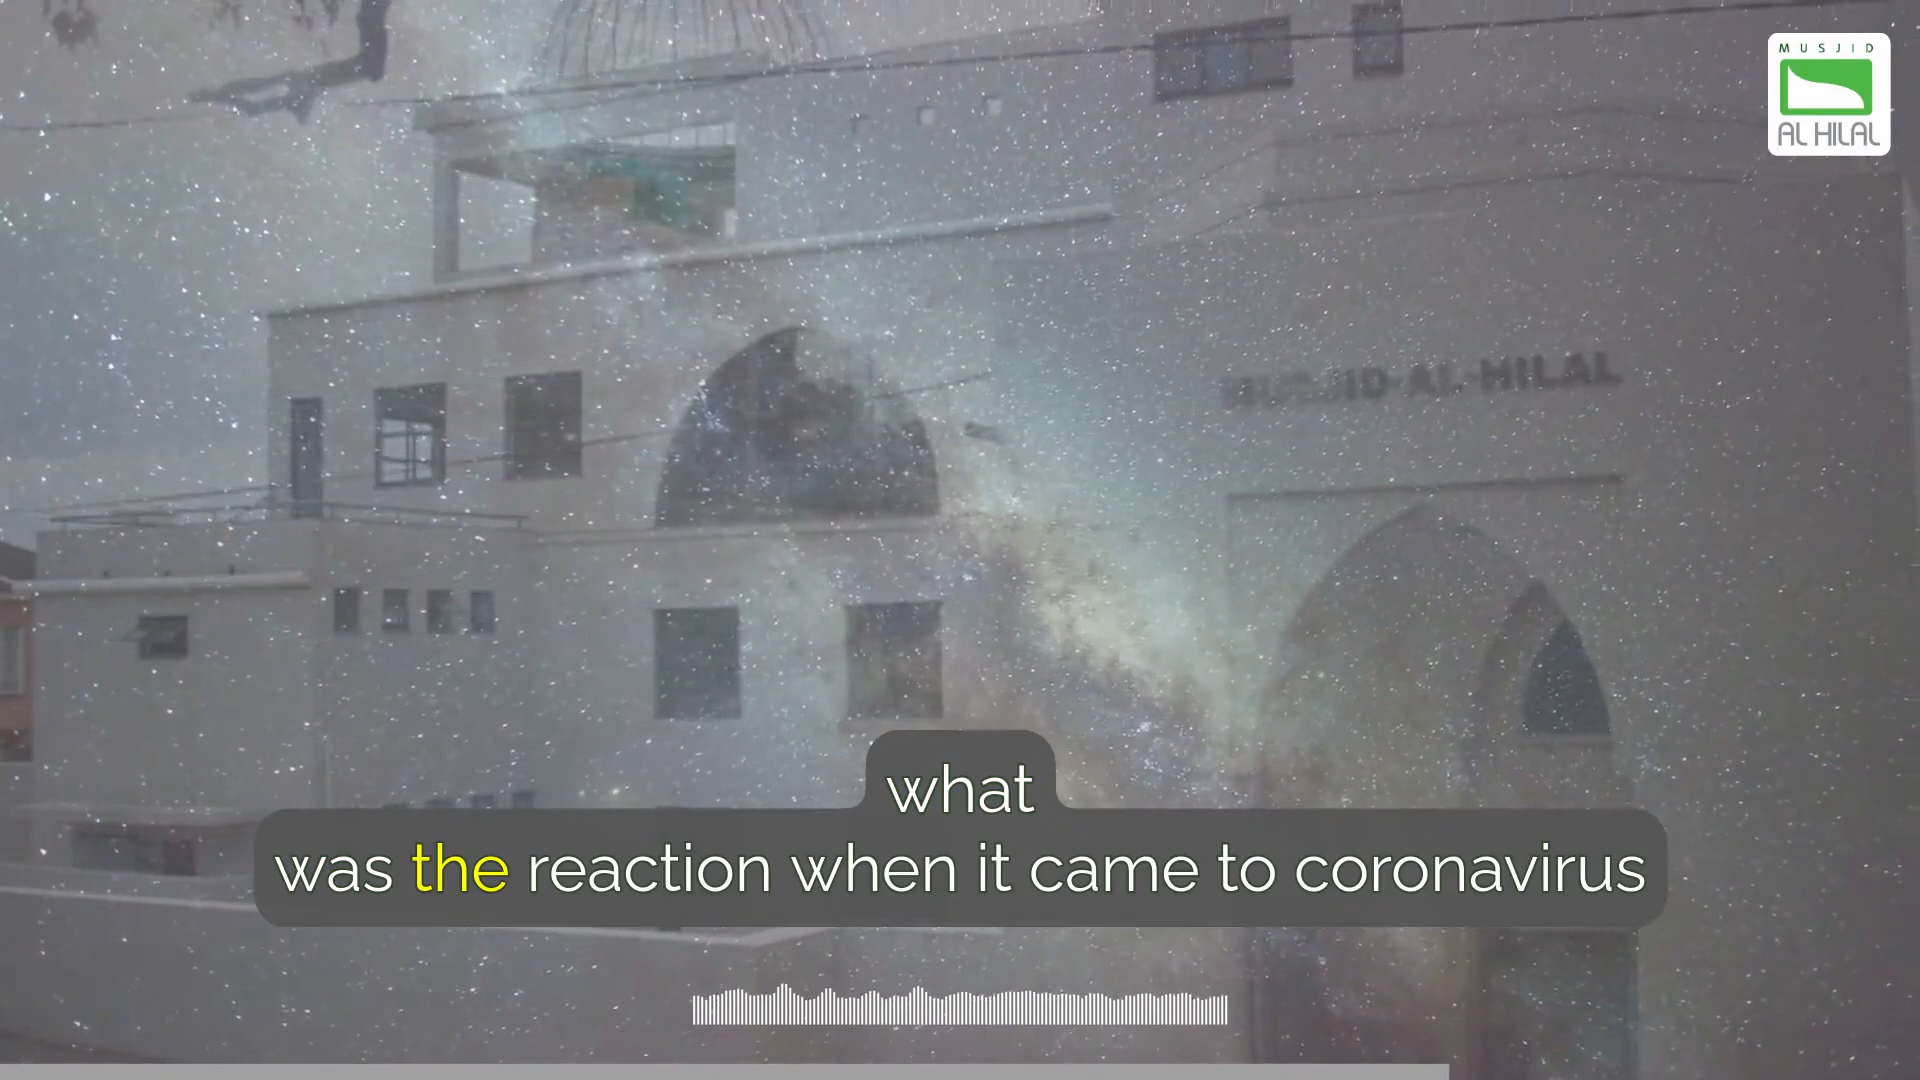 MUSJID
AL HILAL
MUSJID-AL-HILAL
what
was the reaction when it came to coronavirus